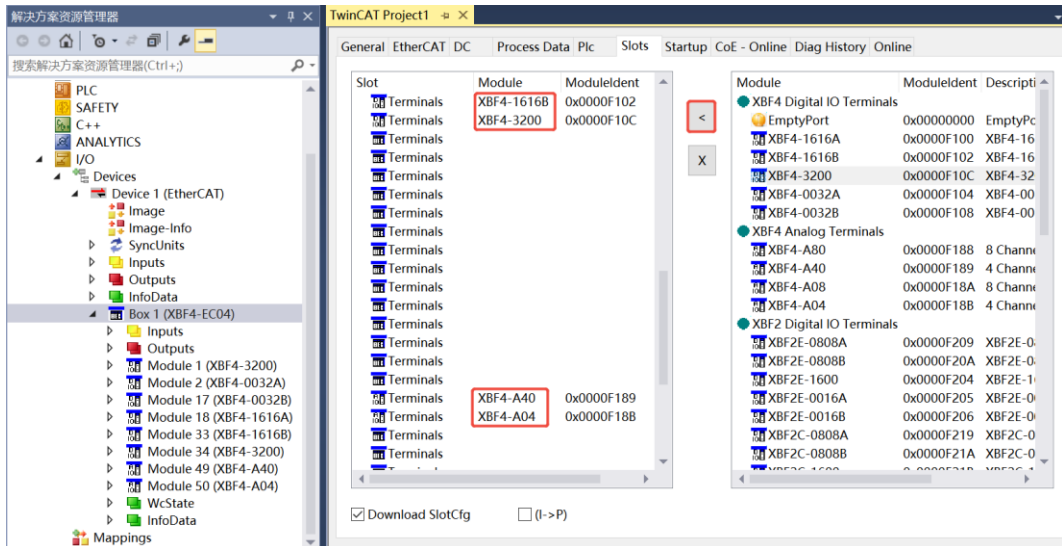 解决方案资源管理器
搜索解决方案资源管理器(Ctrl+;)
PLC
SAFETY
C++
ANALYTICS
I/O
Devices
Device 1 (EtherCAT)
Image
Image-Info
SyncUnits
Inputs
Outputs
InfoData
Box 1 (XBF4-EC04)
Inputs
Outputs
Module 1 (XBF4-3200)
Module 2 (XBF4-0032A)
Module 17 (XBF4-0032B)
Module 18 (XBF4-1616A)
Module 33 (XBF4-1616B)
Module 34 (XBF4-3200)
Module 49 (XBF4-A40)
Module 50 (XBF4-A04)
WcState
InfoData
Mappings
TwinCAT Project1
General EtherCAT DC Process Data Plc Slots Startup CoE - Online Diag History Online
Slot Module ModuleIdent
Terminals XBF4-1616B 0x0000F102
Terminals XBF4-3200 0x0000F10C
Terminals
Terminals
Terminals
Terminals
Terminals
Terminals
Terminals
Terminals
Terminals
Terminals
Terminals
Terminals
Terminals
Terminals
Terminals XBF4-A40 0x0000F189
Terminals XBF4-A04 0x0000F18B
Terminals
Terminals
<
X
Module ModuleIdent Descripti
XBF4 Digital IO Terminals
EmptyPort 0x00000000 EmptyPo
XBF4-1616A 0x0000F100 XBF4-16
XBF4-1616B 0x0000F102 XBF4-16
XBF4-3200 0x0000F10C XBF4-32
XBF4-0032A 0x0000F104 XBF4-00
XBF4-0032B 0x0000F108 XBF4-00
XBF4 Analog Terminals
XBF4-A80 0x0000F188 8 Channe
XBF4-A40 0x0000F189 4 Channe
XBF4-A08 0x0000F18A 8 Channe
XBF4-A04 0x0000F18B 4 Channe
XBF2 Digital IO Terminals
XBF2E-0808A 0x0000F209 XBF2E-0
XBF2E-0808B 0x0000F20A XBF2E-0
XBF2E-1600 0x0000F204 XBF2E-1
XBF2E-0016A 0x0000F205 XBF2E-0
XBF2E-0016B 0x0000F206 XBF2E-0
XBF2C-0808A 0x0000F219 XBF2C-0
XBF2C-0808B 0x0000F21A XBF2C-0
Download SlotCfg (I->P)